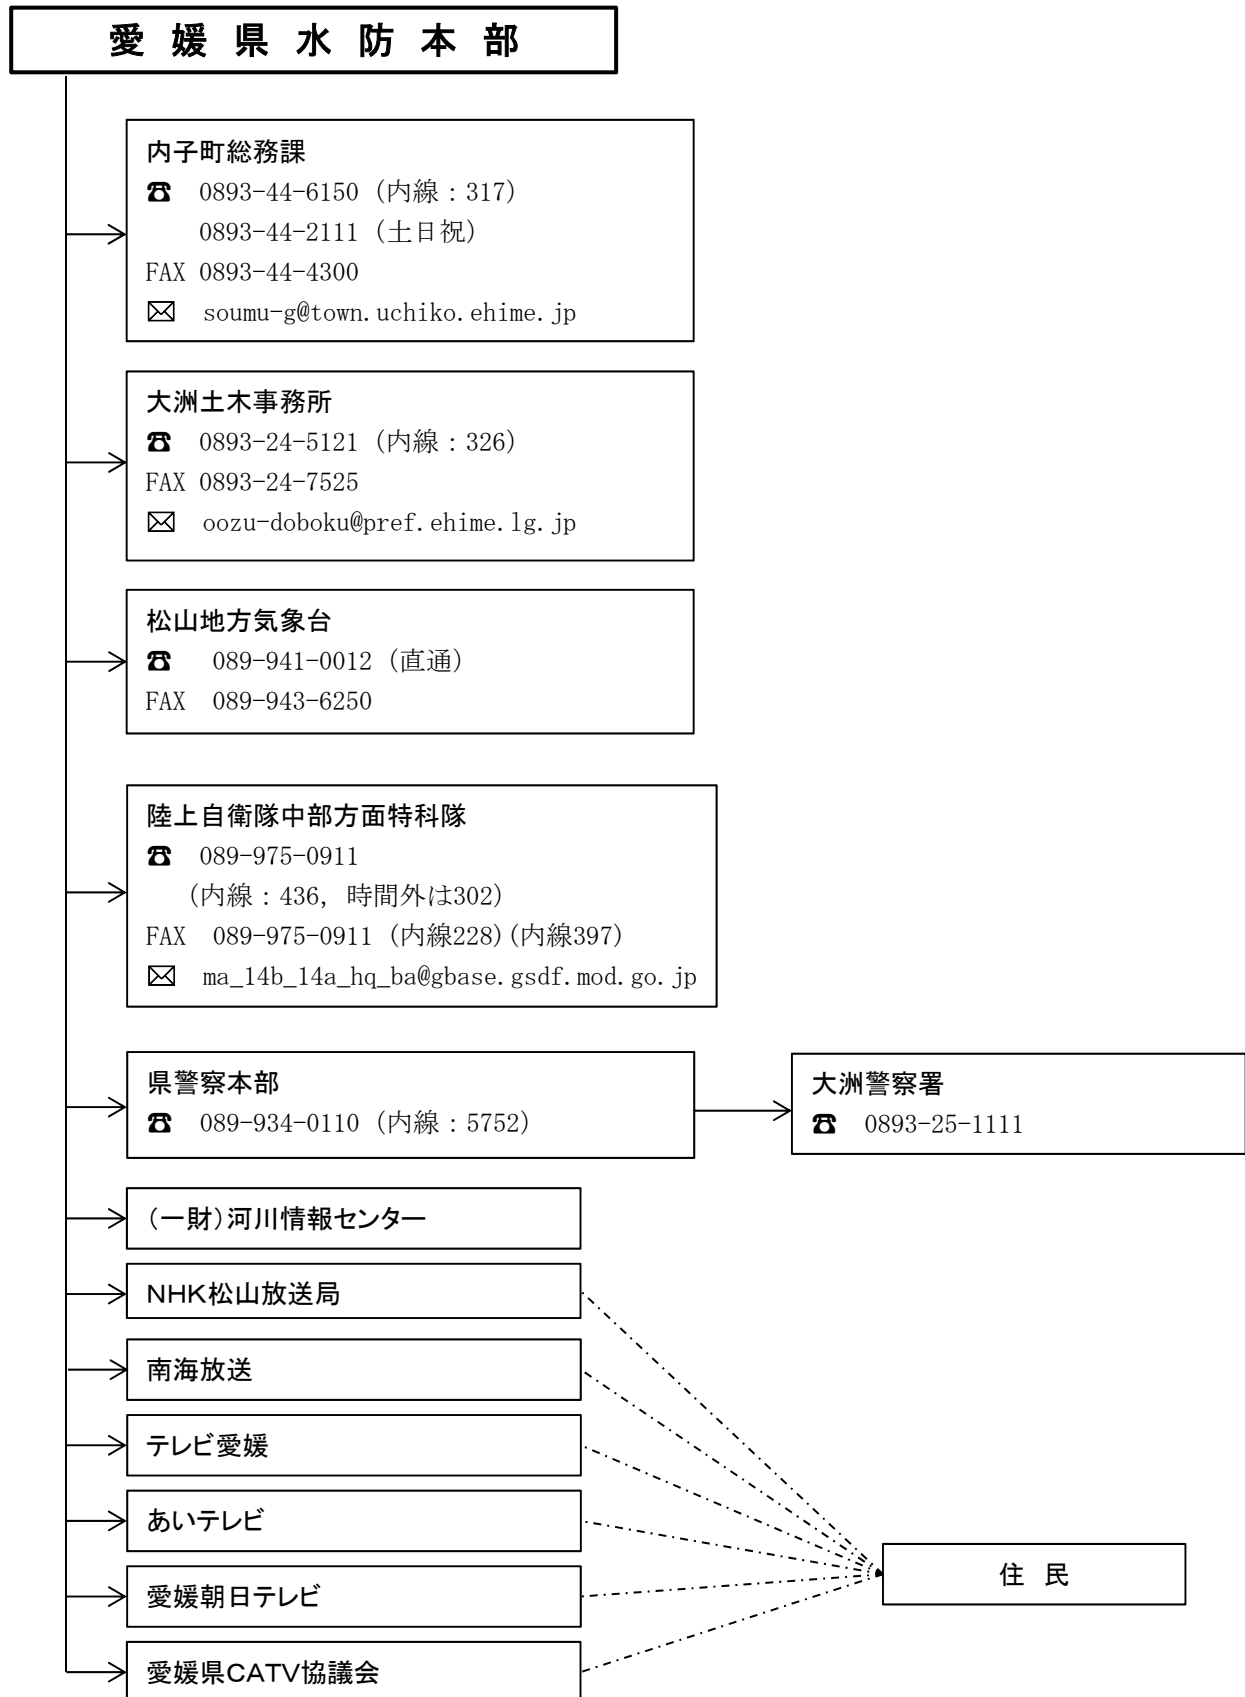 愛媛県水防本部
内子町総務課
☎ 0893-44-6150（内線：317）
0893-44-2111（土日祝）
FAX 0893-44-4300
✉ soumu-g@town.uchiko.ehime.jp
大洲土木事務所
☎ 0893-24-5121（内線：326）
FAX 0893-24-7525
✉ oozu-doboku@pref.ehime.lg.jp
松山地方気象台
☎ 089-941-0012（直通）
FAX 089-943-6250
陸上自衛隊中部方面特科隊
☎ 089-975-0911
（内線：436，時間外は302）
FAX 089-975-0911（内線228）（内線397）
✉ ma_14b_14a_hq_ba@gbase.gsdf.mod.go.jp
県警察本部
☎ 089-934-0110（内線：5752）
大洲警察署
☎ 0893-25-1111
（一財）河川情報センター
NHK松山放送局
南海放送
テレビ愛媛
あいテレビ
愛媛朝日テレビ
住民
愛媛県CATV協議会